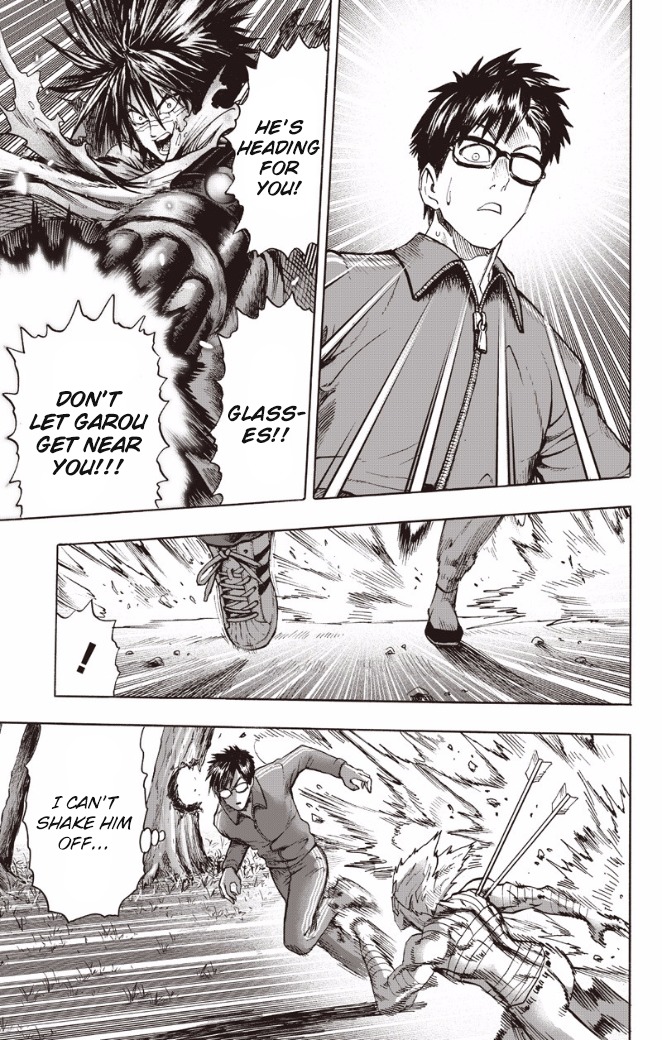 HE'S
HEADING
FOR
YOU!
GLASS-
ES!!
DON'T
LET GAROU
GET NEAR
YOU!!!
!
I CAN'T
SHAKE HIM
OFF...